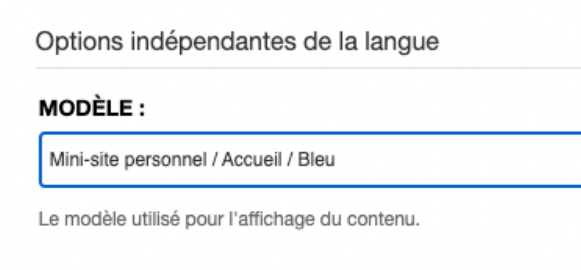 Options indépendantes de la langue
MODÈLE :
Mini-site personnel / Accueil / Bleu
Le modèle utilisé pour l'affichage du contenu.